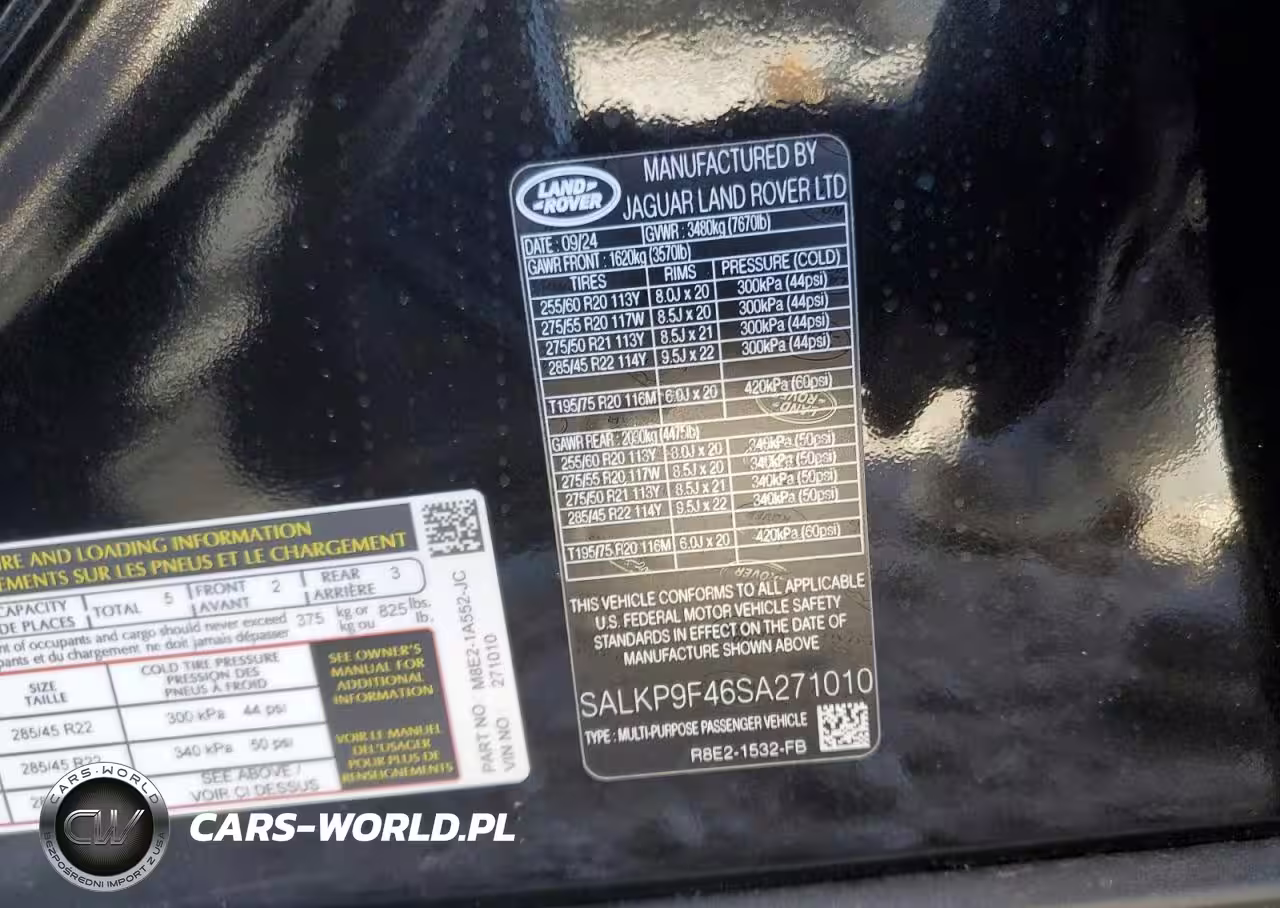 LAND ROVER
MANUFACTURED BY
JAGUAR LAND ROVER LTD
DATE : 09/24 GVWR : 3480kg (7670lb)
GAWR FRONT : 1620kg (3570lb)
TIRES RIMS PRESSURE (COLD)
255/60 R20 113Y 8.0J x 20 300kPa (44psi)
275/55 R20 117W 8.5J x 20 300kPa (44psi)
275/50 R21 113Y 8.5J x 21 300kPa (44psi)
285/45 R22 114Y 9.5J x 22 300kPa (44psi)
T195/75 R20 116M 6.0J x 20 420kPa (60psi)
GAWR REAR : 2030kg (4475lb)
255/60 R20 113Y 8.0J x 20 340kPa (50psi)
275/55 R20 117W 8.5J x 20 340kPa (50psi)
275/50 R21 113Y 8.5J x 21 340kPa (50psi)
285/45 R22 114Y 9.5J x 22 340kPa (50psi)
T195/75 R20 116M 6.0J x 20 420kPa (60psi)
THIS VEHICLE CONFORMS TO ALL APPLICABLE
U.S. FEDERAL MOTOR VEHICLE SAFETY
STANDARDS IN EFFECT ON THE DATE OF
MANUFACTURE SHOWN ABOVE
SALKP9F46SA271010
TYPE : MULTI-PURPOSE PASSENGER VEHICLE
R8E2-1532-FB
AND LOADING INFORMATION
SUR LES PNEUS ET LE CHARGEMENT
CAPACITY TOTAL 5 FRONT 2 REAR 3
DE PLACES AVANT ARRIÈRE
of occupants and cargo should never exceed 375 kg or 825 lbs.
et du chargement ne doit jamais dépasser kg ou lb.
SIZE
TAILLE
COLD TIRE PRESSURE
PRESSION DES
PNEUS À FROID
285/45 R22 300 kPa 44 psi
285/45 R22 340 kPa 50 psi
SEE ABOVE /
VOIR CI DESSUS
SEE OWNER'S
MANUAL FOR
ADDITIONAL
INFORMATION
VOIR LE MANUEL
DE L'USAGER
POUR PLUS DE
RENSEIGNEMENTS
PART NO M8E2-1A552-JC
VIN NO 271010
CARS-WORLD
CW
BEZPOŚREDNI IMPORT Z USA
CARS-WORLD.PL